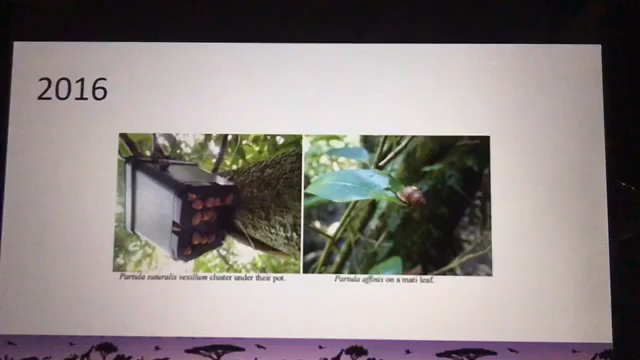 2016
Partula suturalis vexillum cluster under their pot.
Partula affinis on a mati leaf.